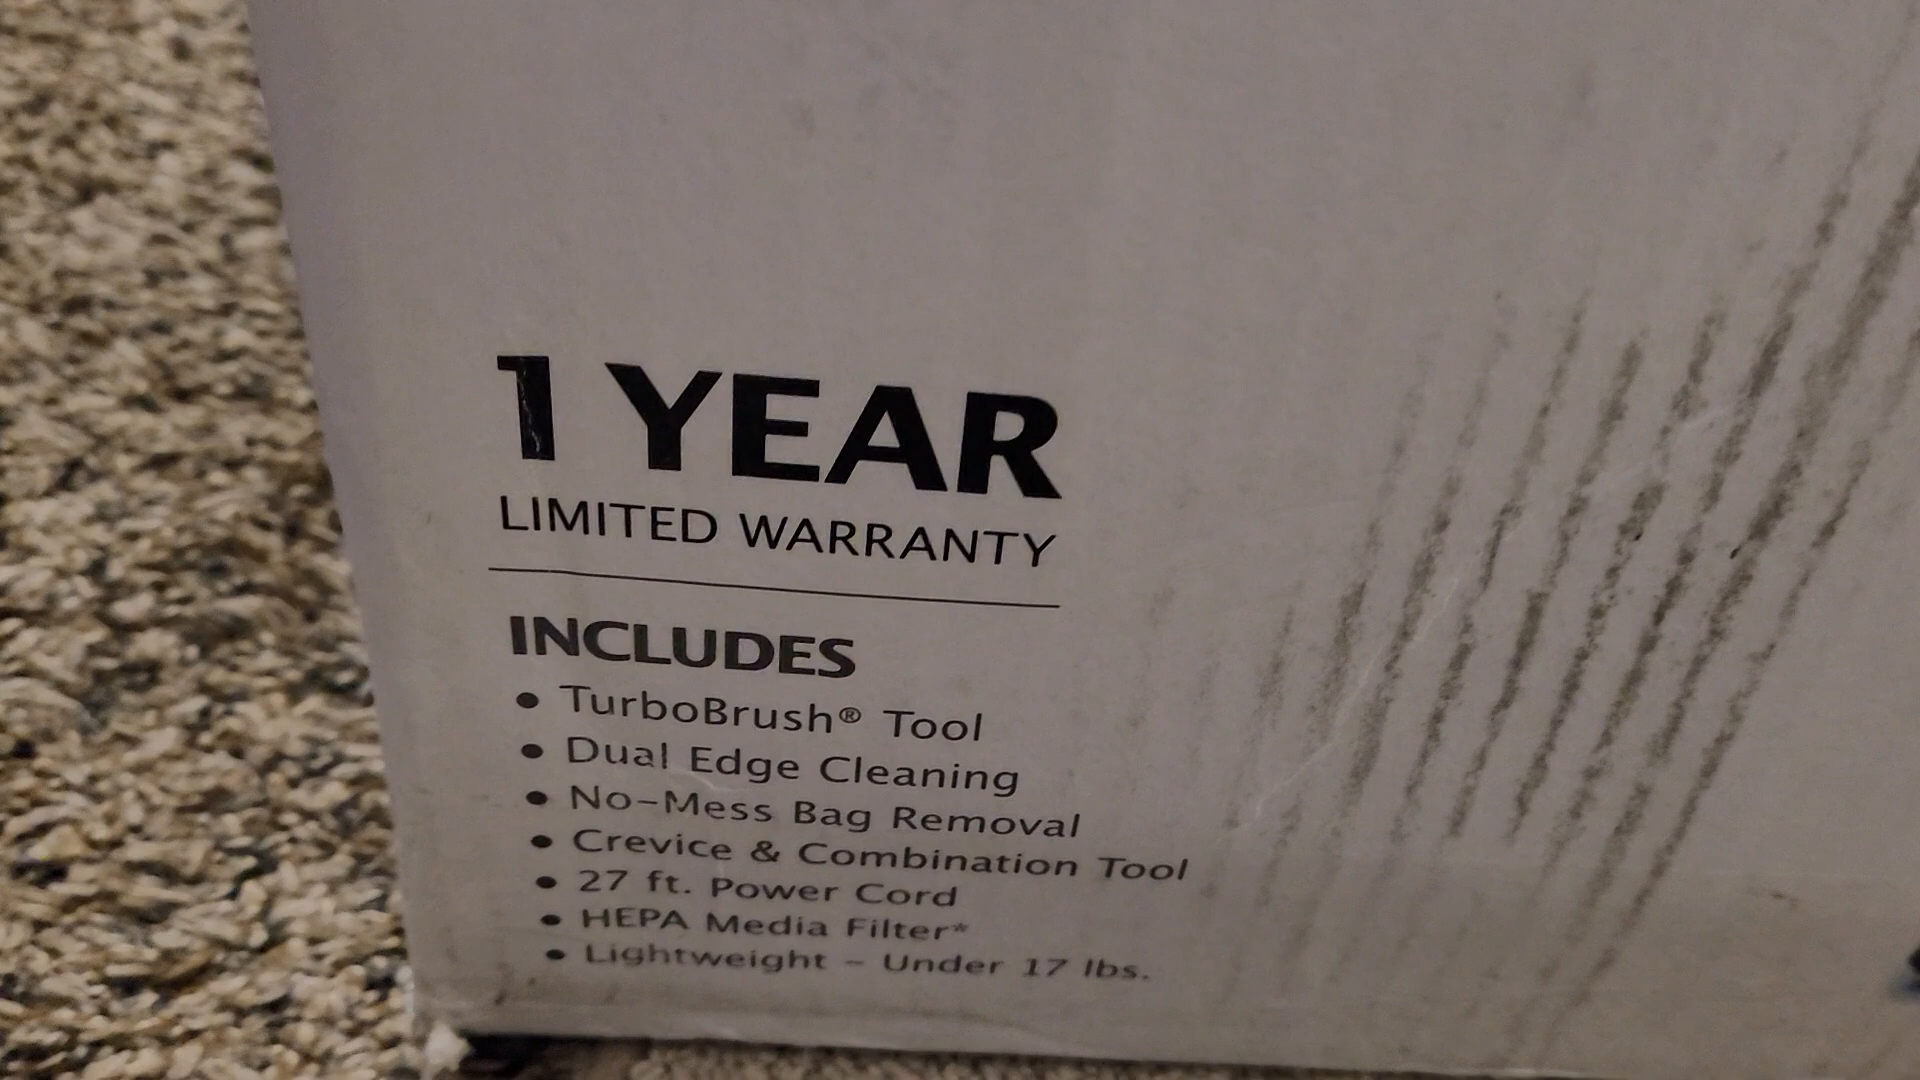 1 YEAR
LIMITED WARRANTY
INCLUDES
• TurboBrush® Tool
• Dual Edge Cleaning
• No-Mess Bag Removal
• Crevice & Combination Tool
• 27 ft. Power Cord
• HEPA Media Filter*
• Lightweight – Under 17 lbs.